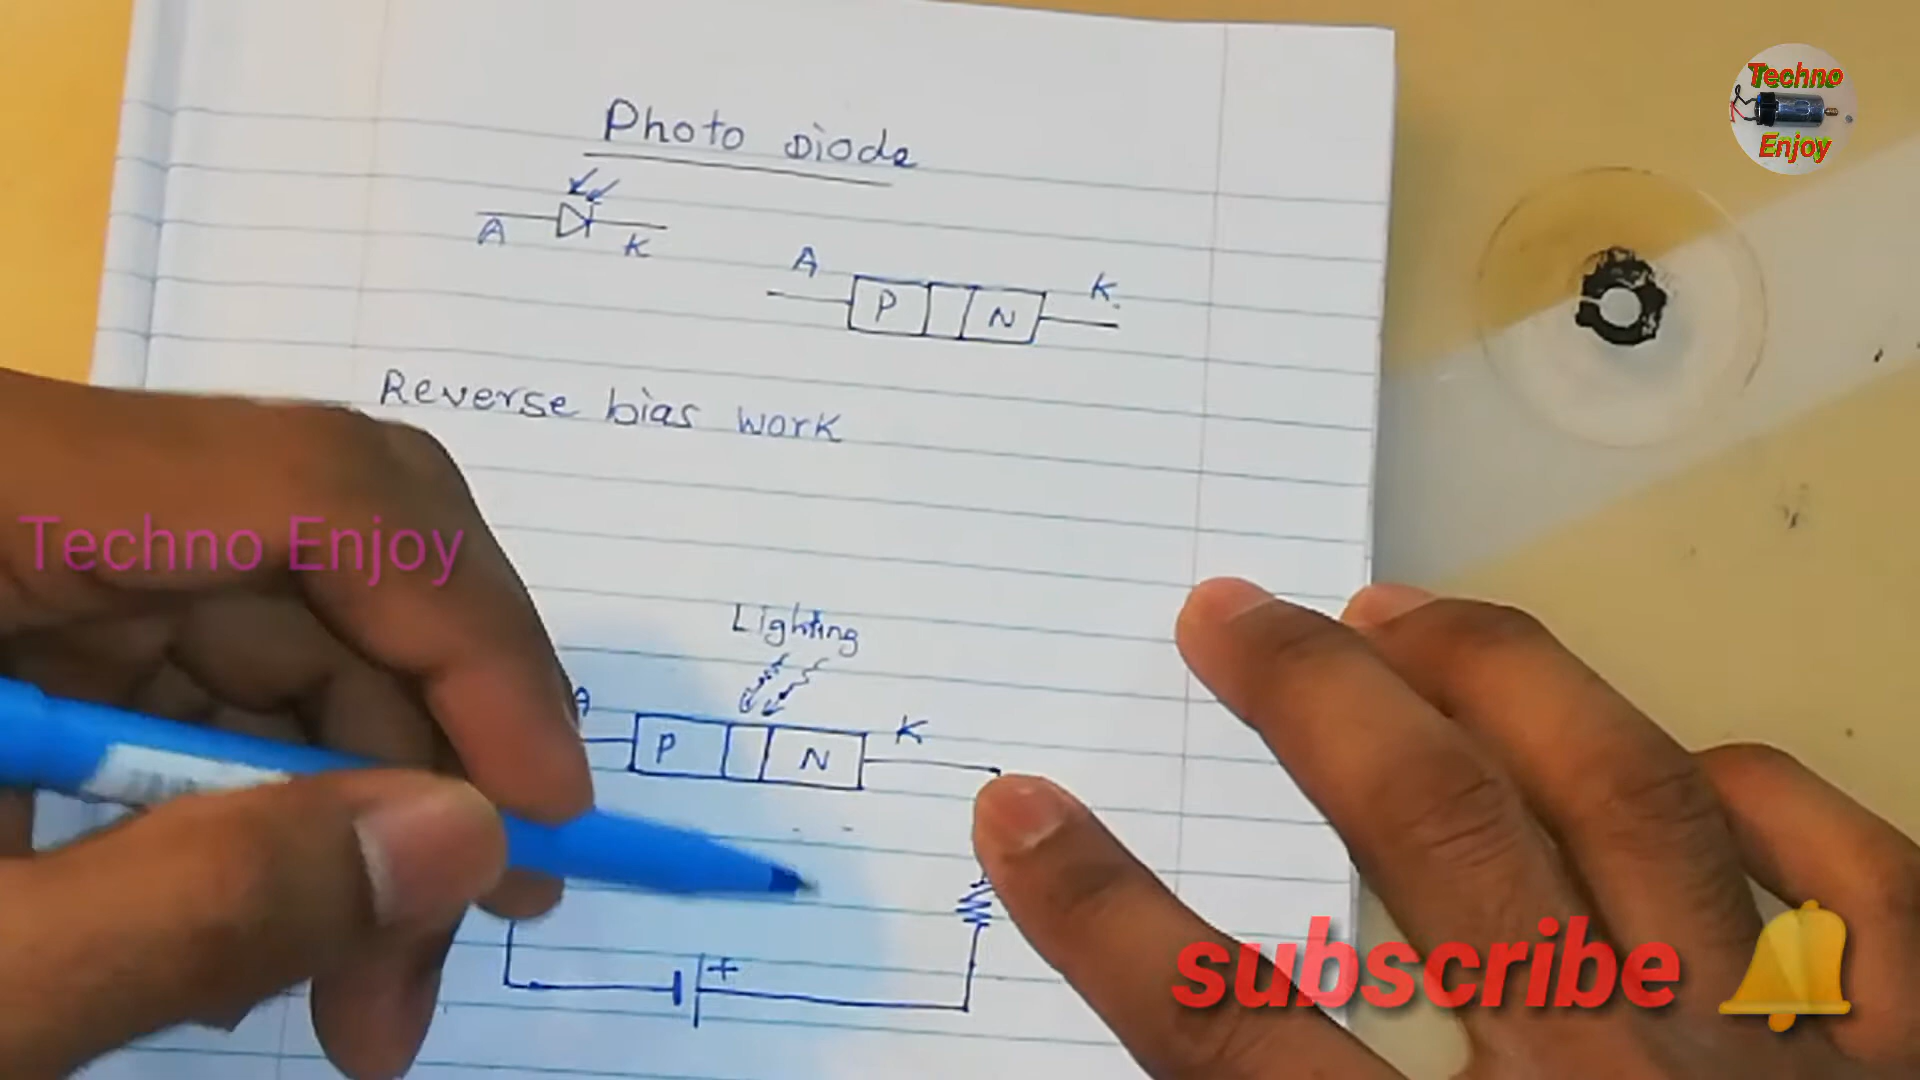 Techno
Enjoy
Photo Diode
A
K
A
K
P
N
Reverse bias work
Techno Enjoy
Lighting
A
K
P
N
+
subscribe